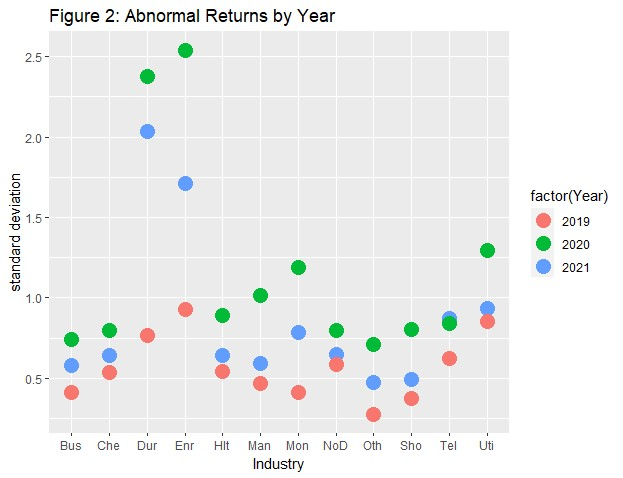 Figure 2: Abnormal Returns by Year
2.5
2.0
1.5
1.0
0.5
standard deviation
Bus Che Dur Enr Hlt Man Mon NoD Oth Sho Tel Uti
Industry
factor(Year)
2019
2020
2021